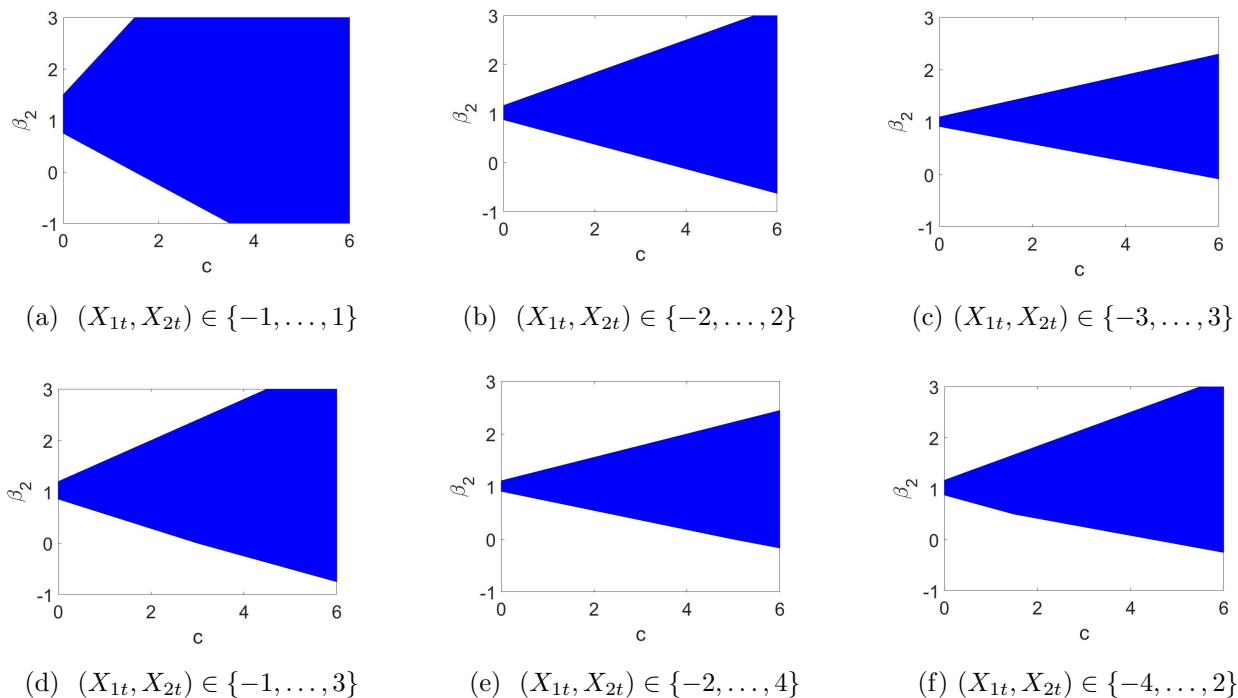 3
2
1
0
-1
β₂
0 2 4 6
c
(a) (X₁ₜ, X₂ₜ) ∈ {−1, . . . , 1}
3
2
1
0
-1
β₂
0 2 4 6
c
(b) (X₁ₜ, X₂ₜ) ∈ {−2, . . . , 2}
3
2
1
0
-1
β₂
0 2 4 6
c
(c) (X₁ₜ, X₂ₜ) ∈ {−3, . . . , 3}
3
2
1
0
-1
β₂
0 2 4 6
c
(d) (X₁ₜ, X₂ₜ) ∈ {−1, . . . , 3}
3
2
1
0
-1
β₂
0 2 4 6
c
(e) (X₁ₜ, X₂ₜ) ∈ {−2, . . . , 4}
3
2
1
0
-1
β₂
0 2 4 6
c
(f) (X₁ₜ, X₂ₜ) ∈ {−4, . . . , 2}